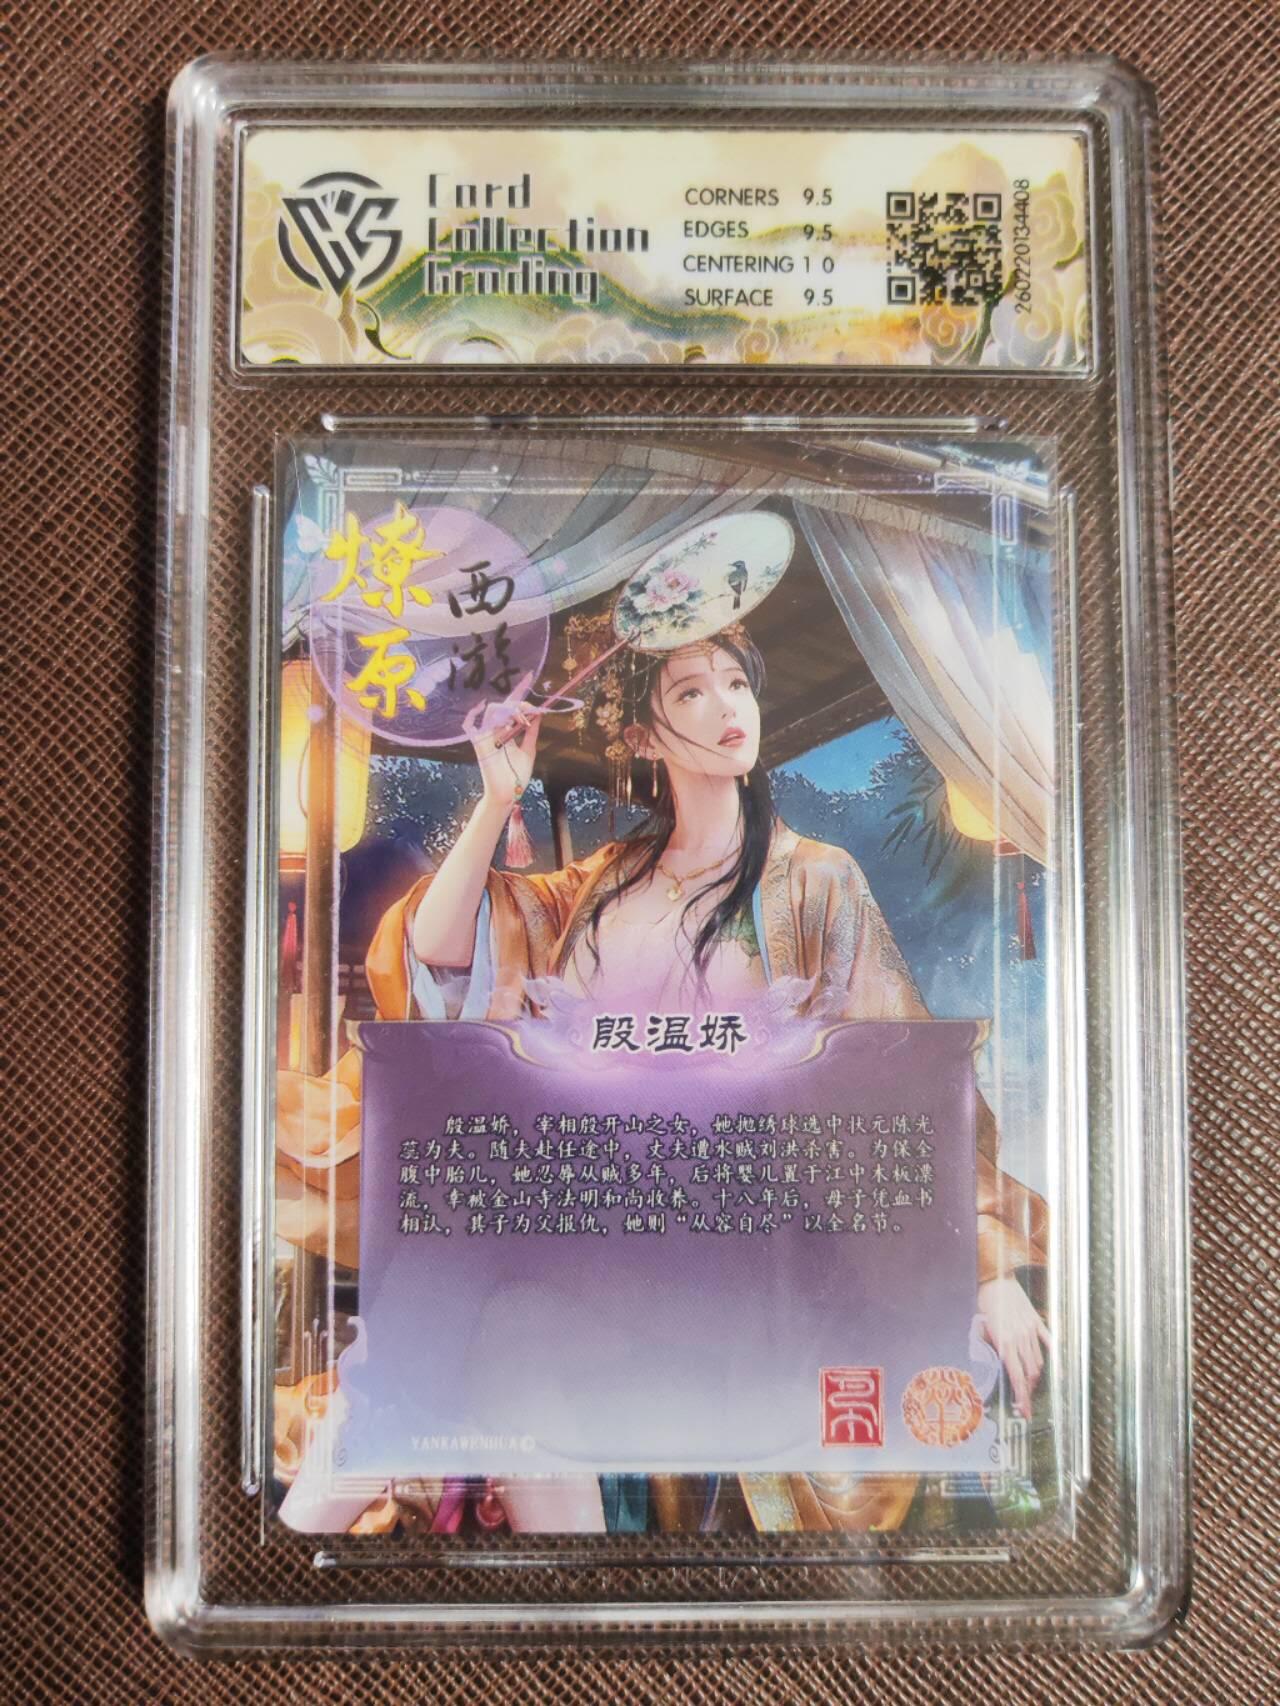 CCG
Card
Collection
Grading
CORNERS 9.5
EDGES 9.5
CENTERING 10
SURFACE 9.5
2602220134408
燎原
西游
殷温娇
殷温娇，宰相殷开山之女，她抛绣球选中状元陈光
蕊为夫。随夫赴任途中，丈夫遭水贼刘洪杀害。为保全
腹中胎儿，她忍辱从贼多年，后将婴儿置于江中木板漂
流，幸被金山寺法明和尚收养。十八年后，母子凭血书
相认，其子为父报仇，她则“从容自尽”以全名节。
YANKAWENHUA©